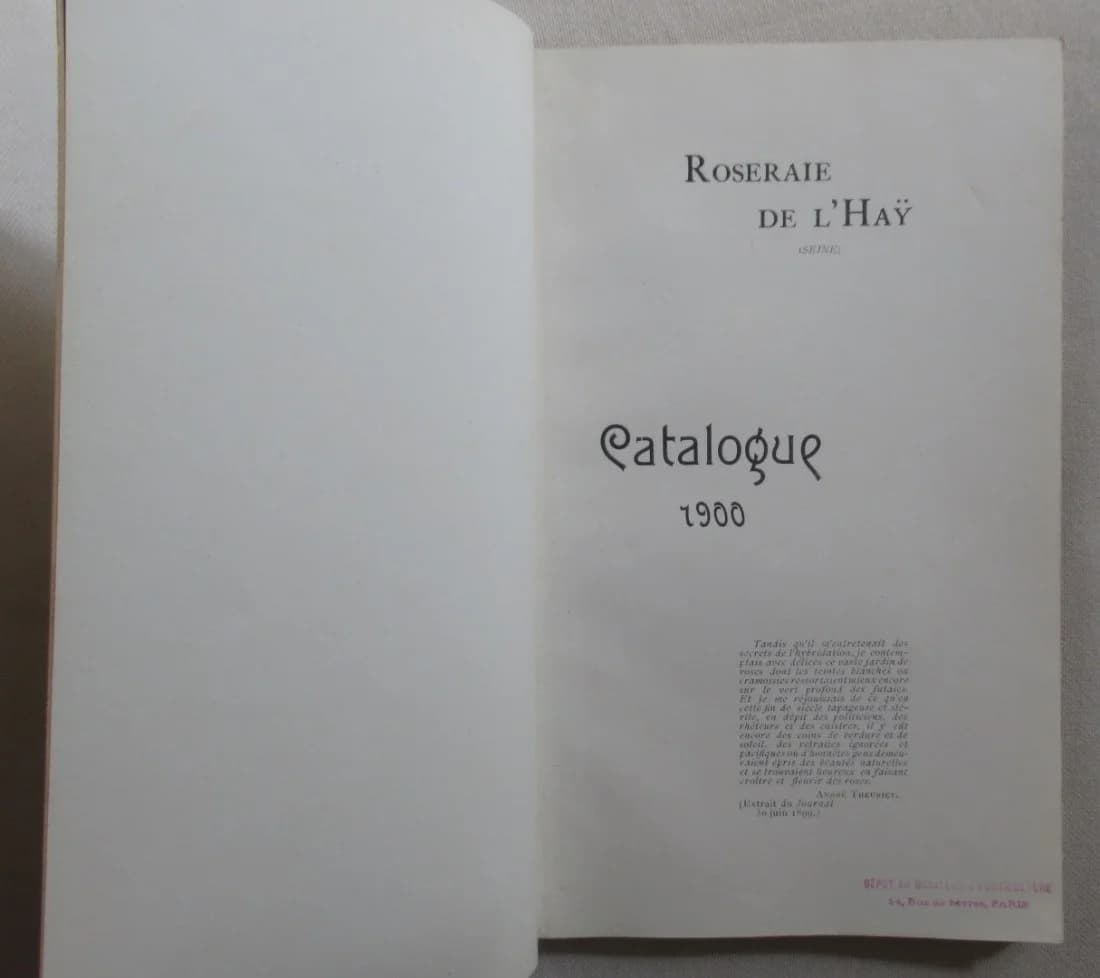 ROSERAIE
DE L'HAŸ
(SEINE)
Catalogue
1900
Tandis qu'il m'entretenait des
secrets de l'hybridation, je contem-
plais avec délices ce vaste jardin de
roses dont les teintes blanches ou
cramoisies ressortaient mieux encore
sur le vert profond des futaies.
Et je me réjouissais de ce qu'en
cette fin de siècle tapageuse et sté-
rile, en dépit des politiciens, des
rhéteurs et des cuistres, il y eût
encore des coins de verdure et de
soleil, des retraites ignorées et
pacifiques où d'honnêtes gens demeu-
raient épris des beautés naturelles
et se trouvaient heureux en faisant
croître et fleurir des roses.
ANDRÉ THEURIET.
(Extrait du Journal
30 juin 1899.)
DÉPOT
Rue de Sèvres, PARIS